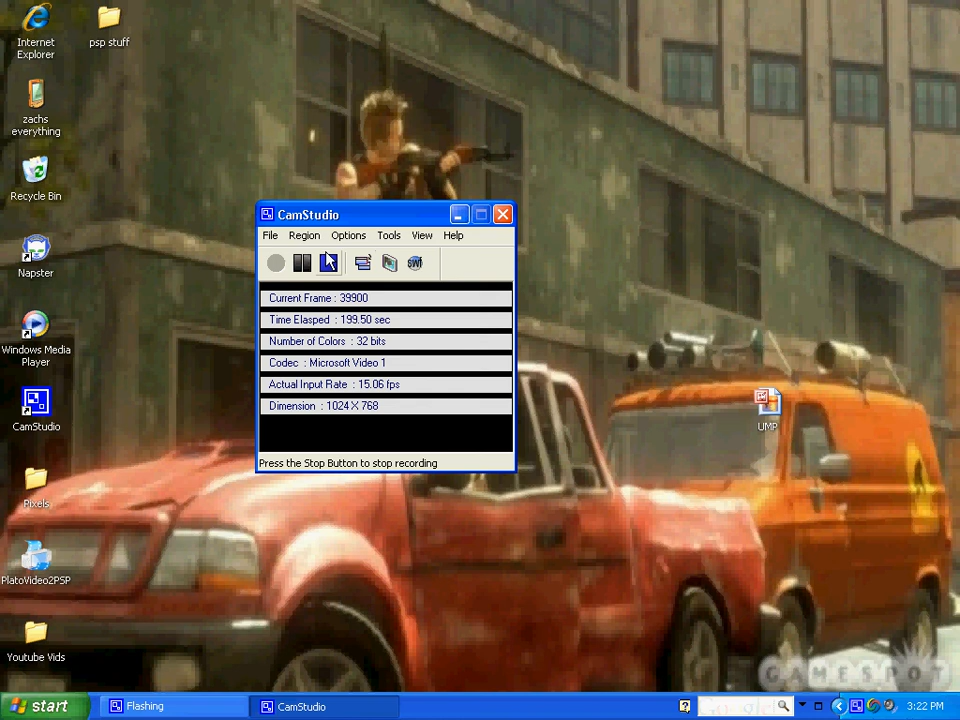 Internet
Explorer
psp stuff
zachs
everything
Recycle Bin
Napster
Windows Media
Player
CamStudio
Pixels
PlatoVideo2PSP
Youtube Vids
CamStudio
File Region Options Tools View Help
SWF
Current Frame : 39900
Time Elasped : 199.50 sec
Number of Colors : 32 bits
Codec : Microsoft Video 1
Actual Input Rate : 15.06 fps
Dimension : 1024 X 768
Press the Stop Button to stop recording
UMP
GAMESPOT
start
Flashing
CamStudio
Google
3:22 PM